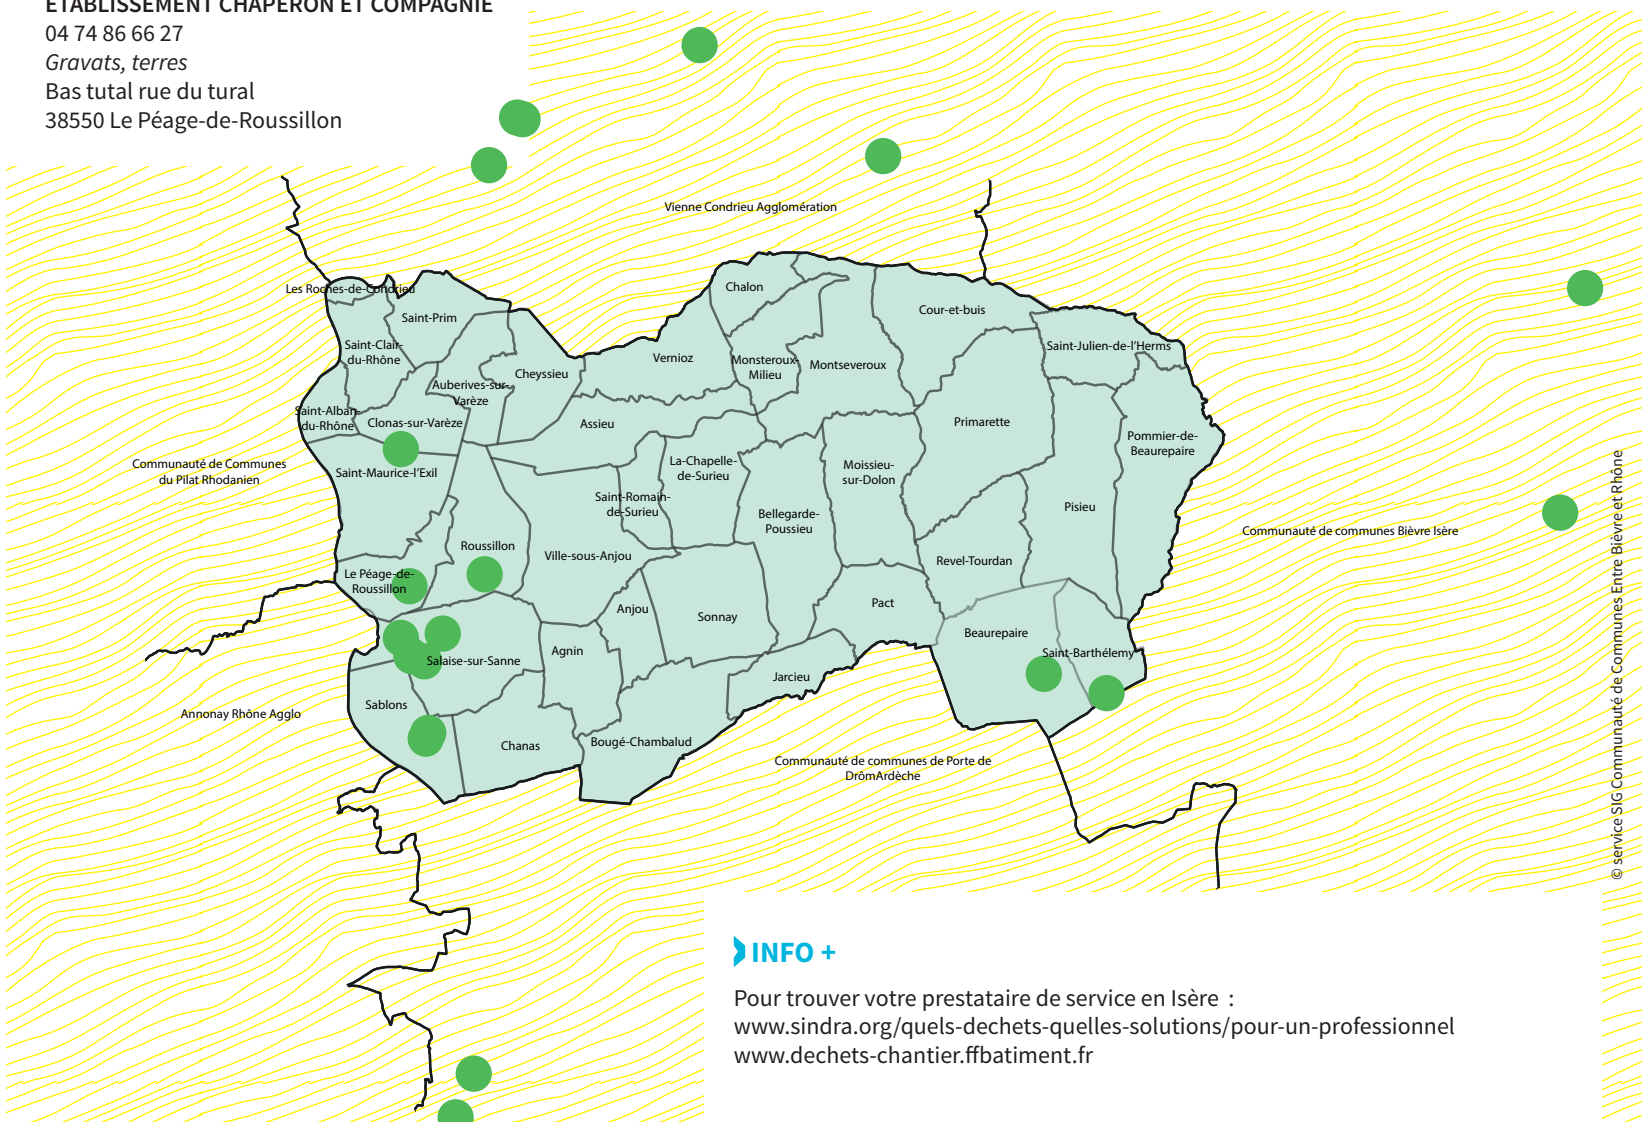 ETABLISSEMENT CHAPERON ET COMPAGNIE
04 74 86 66 27
Gravats, terres
Bas tutal rue du tural
38550 Le Péage-de-Roussillon
Vienne Condrieu Agglomération
Les Roches-de-Condrieu
Saint-Prim
Chalon
Cour-et-buis
Saint-Clair-
du-Rhône
Saint-Julien-de-l'Herms
Cheyssieu
Vernioz
Monsteroux-
Milieu
Montseveroux
Auberives-sur-
Varèze
Saint-Alban-
du-Rhône
Clonas-sur-Varèze
Assieu
Primarette
Pommier-de-
Beaurepaire
Communauté de Communes
du Pilat Rhodanien
Saint-Maurice-l'Exil
La-Chapelle-
de-Surieu
Moissieu-
sur-Dolon
Saint-Romain-
de-Surieu
Bellegarde-
Poussieu
Pisieu
Communauté de communes Bièvre Isère
Roussillon
Ville-sous-Anjou
Revel-Tourdan
Le Péage-de-
Roussillon
Anjou
Sonnay
Pact
Beaurepaire
Saint-Barthélemy
Agnin
Salaise-sur-Sanne
Jarcieu
Sablons
Annonay Rhône Agglo
Chanas
Bougé-Chambalud
Communauté de communes de Porte de
DrômArdèche
© service SIG Communauté de Communes Entre Bièvre et Rhône
INFO +
Pour trouver votre prestataire de service en Isère :
www.sindra.org/quels-dechets-quelles-solutions/pour-un-professionnel
www.dechets-chantier.ffbatiment.fr